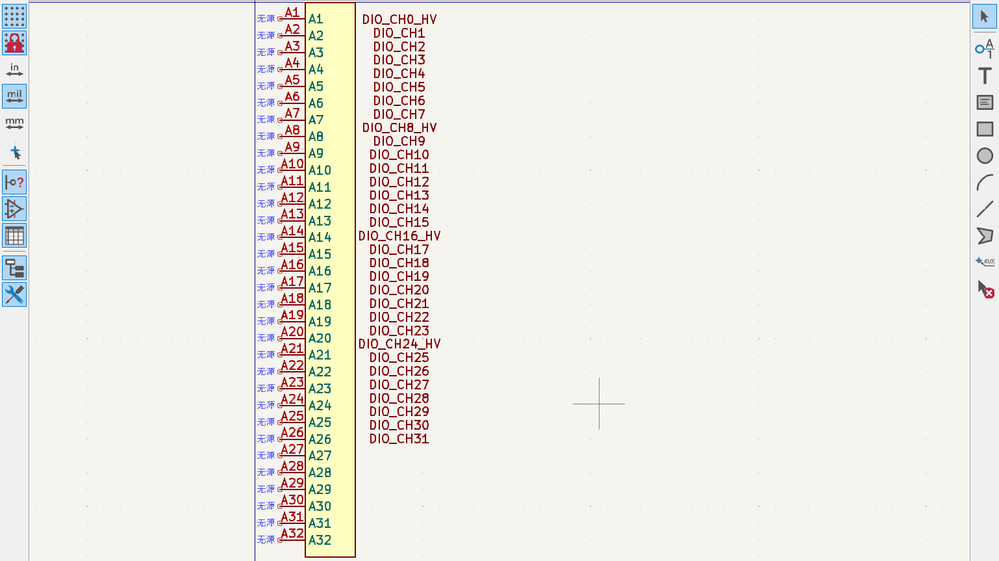 in
mil
mm
?
无源 A1 A1 DIO_CH0_HV
无源 A2 A2 DIO_CH1
无源 A3 A3 DIO_CH2
无源 A4 A4 DIO_CH3
无源 A5 A5 DIO_CH4
无源 A6 A6 DIO_CH5
无源 A7 A7 DIO_CH6
无源 A8 A8 DIO_CH7
无源 A9 A9 DIO_CH8_HV
无源 A10 A10 DIO_CH9
无源 A11 A11 DIO_CH10
无源 A12 A12 DIO_CH11
无源 A13 A13 DIO_CH12
无源 A14 A14 DIO_CH13
无源 A15 A15 DIO_CH14
无源 A16 A16 DIO_CH15
无源 A17 A17 DIO_CH16_HV
无源 A18 A18 DIO_CH17
无源 A19 A19 DIO_CH18
无源 A20 A20 DIO_CH19
无源 A21 A21 DIO_CH20
无源 A22 A22 DIO_CH21
无源 A23 A23 DIO_CH22
无源 A24 A24 DIO_CH23
无源 A25 A25 DIO_CH24_HV
无源 A26 A26 DIO_CH25
无源 A27 A27 DIO_CH26
无源 A28 A28 DIO_CH27
无源 A29 A29 DIO_CH28
无源 A30 A30 DIO_CH29
无源 A31 A31 DIO_CH30
无源 A32 A32 DIO_CH31
A
1
T
(0,0)